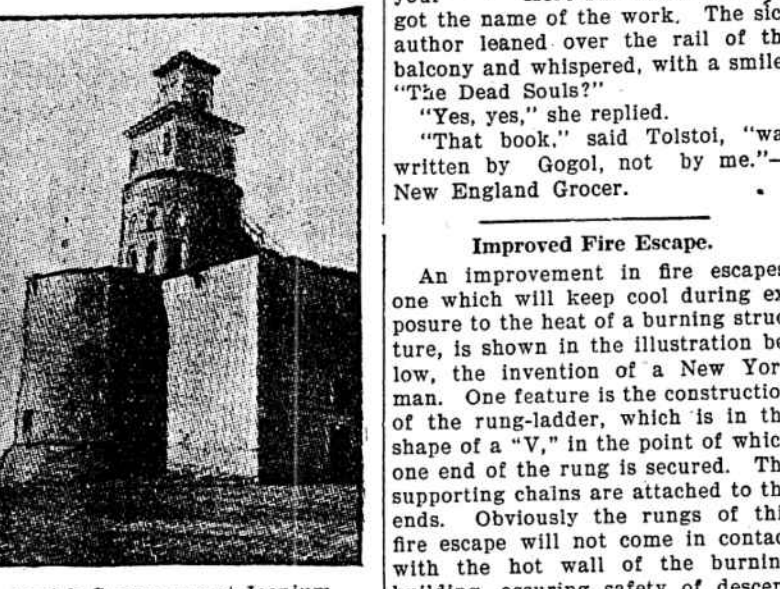 got the name of the work. The sic
author leaned over the rail of th
balcony and whispered, with a smile
"The Dead Souls?"
"Yes, yes," she replied.
"That book," said Tolstoi, "wa
written by Gogol, not by me."—
New England Grocer.
Improved Fire Escape.
An improvement in fire escapes
one which will keep cool during ex
posure to the heat of a burning struc
ture, is shown in the illustration be
low, the invention of a New Yor
man. One feature is the constructio
of the rung-ladder, which is in th
shape of a "V," in the point of whic
one end of the rung is secured. Th
supporting chains are attached to th
ends. Obviously the rungs of thi
fire escape will not come in contac
with the hot wall of the burnin